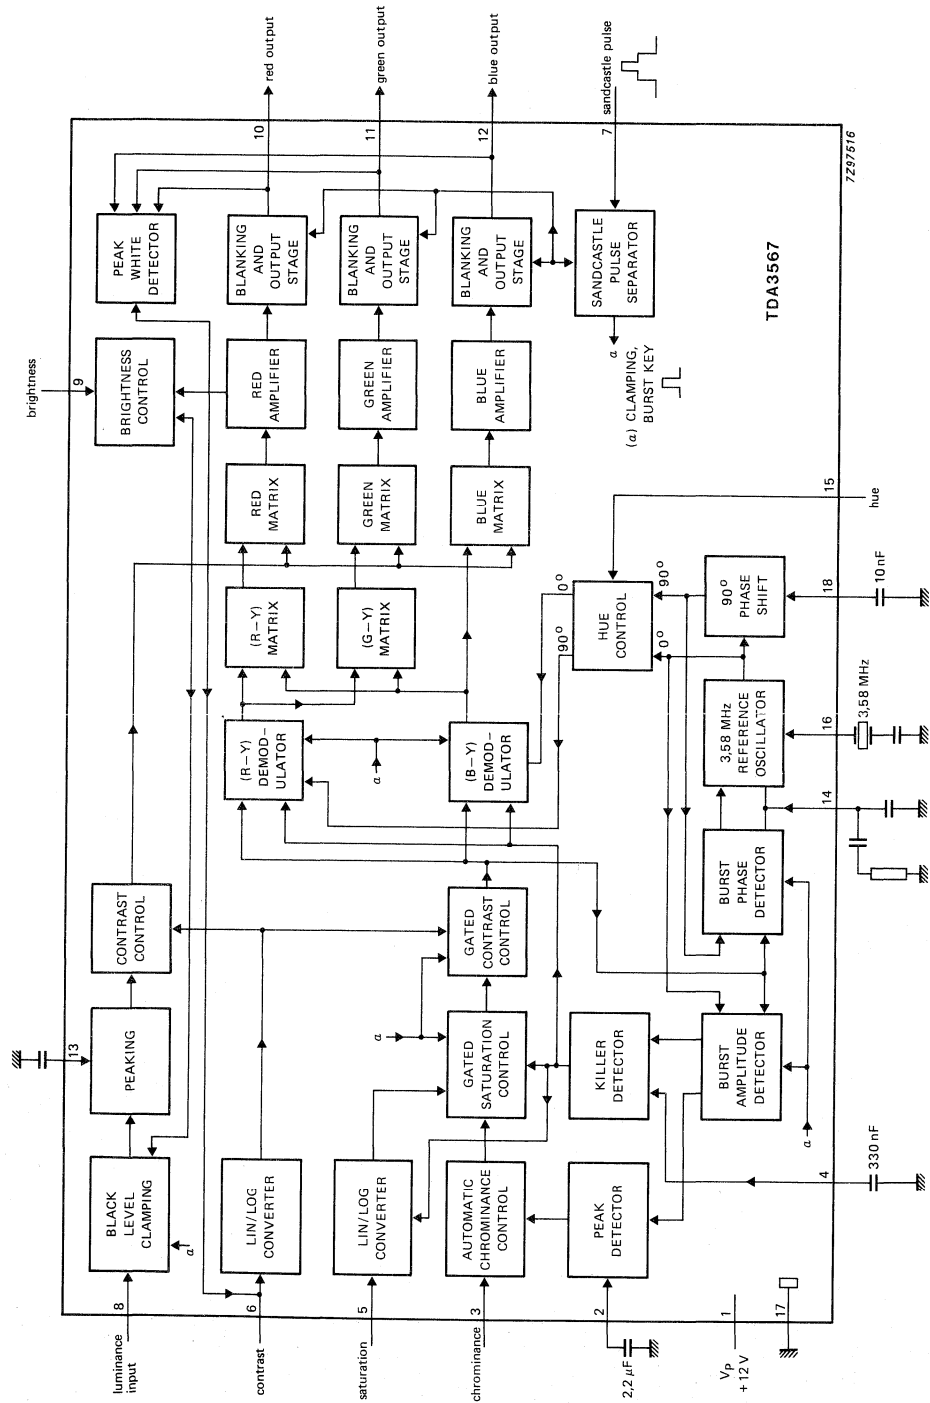 luminance
input
8
BLACK
LEVEL
CLAMPING
a
13
PEAKING
CONTRAST
CONTROL
brightness
9
BRIGHTNESS
CONTROL
PEAK
WHITE
DETECTOR
contrast
6
LIN/LOG
CONVERTER
(R–Y)
DEMOD–
ULATOR
(R–Y)
MATRIX
RED
MATRIX
RED
AMPLIFIER
BLANKING
AND
OUTPUT
STAGE
10
red output
saturation
5
LIN/LOG
CONVERTER
a
a
(G–Y)
MATRIX
GREEN
MATRIX
GREEN
AMPLIFIER
BLANKING
AND
OUTPUT
STAGE
11
green output
chrominance
3
AUTOMATIC
CHROMINANCE
CONTROL
GATED
SATURATION
CONTROL
GATED
CONTRAST
CONTROL
(B–Y)
DEMOD–
ULATOR
BLUE
MATRIX
BLUE
AMPLIFIER
BLANKING
AND
OUTPUT
STAGE
12
blue output
2
2,2 µF
PEAK
DETECTOR
KILLER
DETECTOR
90°
0°
HUE
CONTROL
0°
90°
15
hue
a
(a) CLAMPING,
BURST KEY
SANDCASTLE
PULSE
SEPARATOR
7
sandcastle pulse
1
VP
+12 V
17
a
4
330 nF
BURST
AMPLITUDE
DETECTOR
BURST
PHASE
DETECTOR
14
3,58 MHz
REFERENCE
OSCILLATOR
16
3,58 MHz
90°
PHASE
SHIFT
18
10 nF
TDA3567
7Z97516